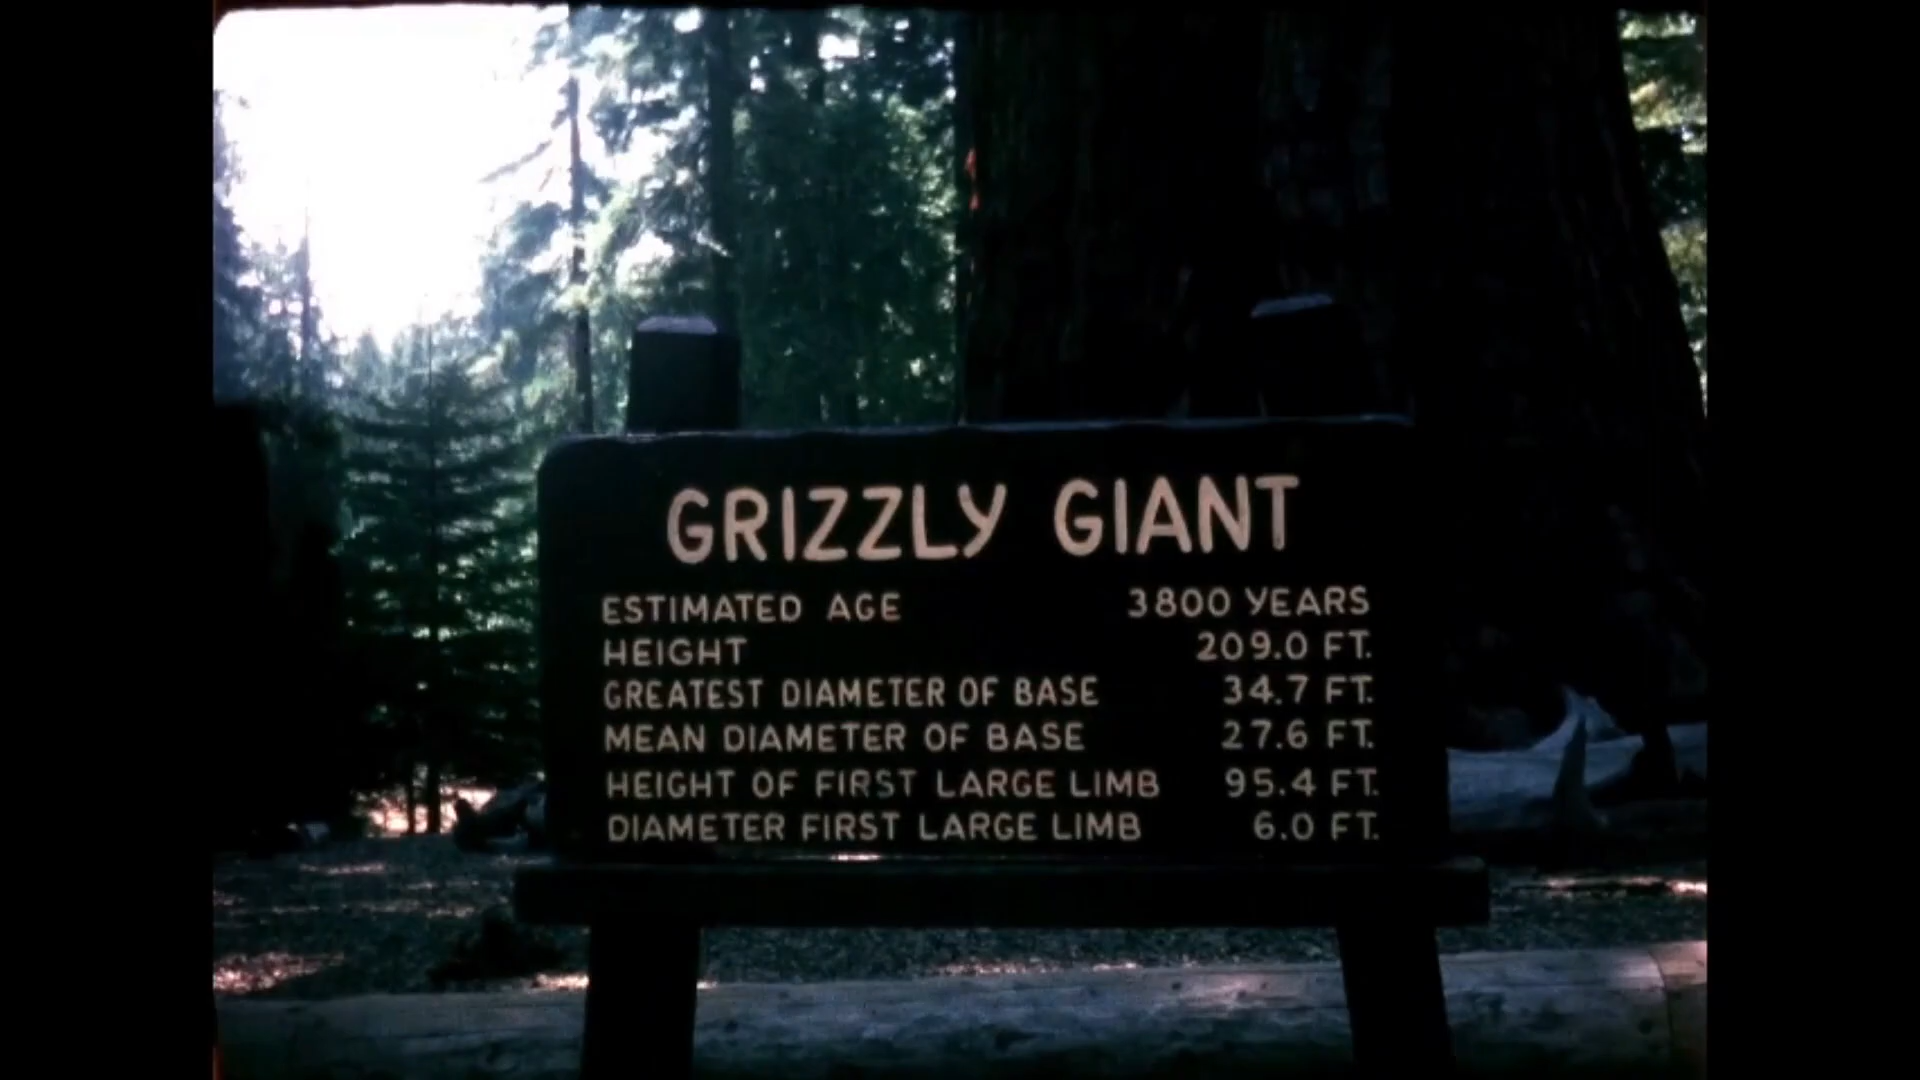 GRIZZLY GIANT
ESTIMATED AGE 3800 YEARS
HEIGHT 209.0 FT.
GREATEST DIAMETER OF BASE 34.7 FT.
MEAN DIAMETER OF BASE 27.6 FT.
HEIGHT OF FIRST LARGE LIMB 95.4 FT.
DIAMETER FIRST LARGE LIMB 6.0 FT.